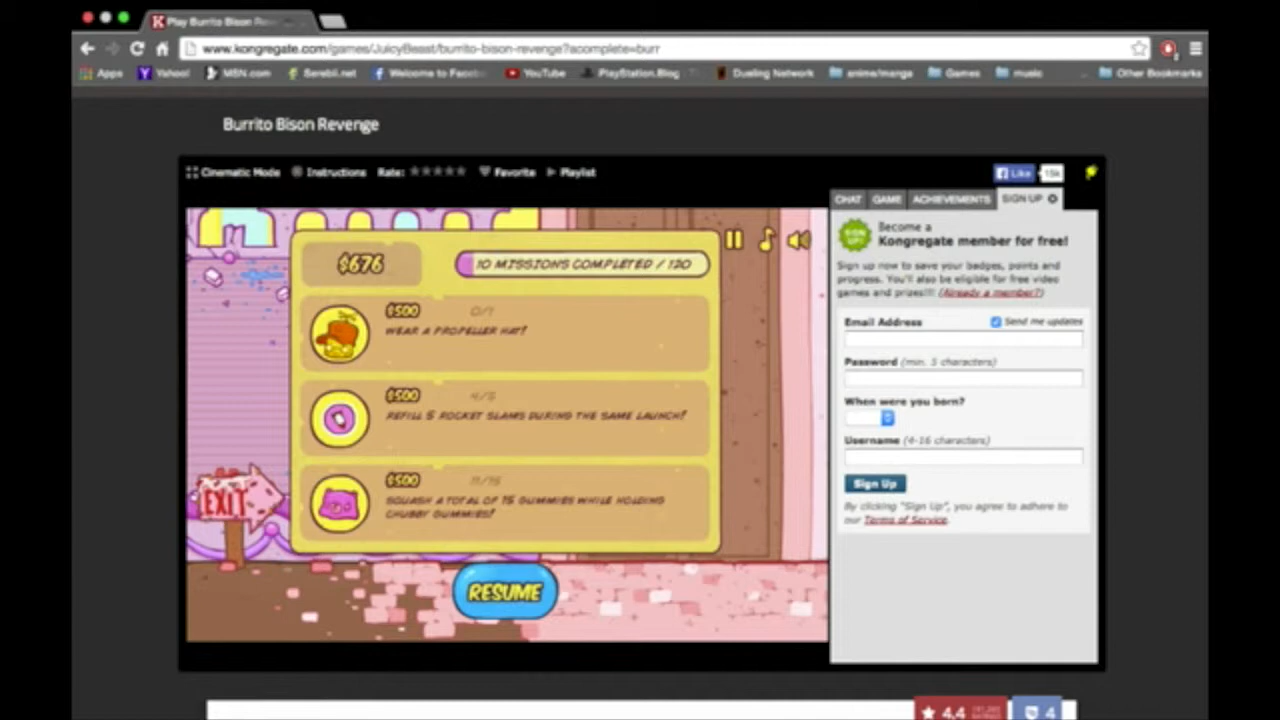 Play Burrito Bison Reve
www.kongregate.com/games/JuicyBeast/burrito-bison-revenge?acomplete=burr
Apps Yahoo! MSN.com Serebii.net Welcome to Faceb YouTube PlayStation.Blog Dueling Network anime/manga Games music Other Bookmarks
Burrito Bison Revenge
Cinematic Mode Instructions Rate: Favorite Playlist Like 15k
CHAT GAME ACHIEVEMENTS SIGN UP
SIGN UP!
Become a
Kongregate member for free!
Sign up now to save your badges, points and
progress. You'll also be eligible for free video
games and prizes!!! (Already a member?)
Email Address Send me updates
Password (min. 5 characters)
When were you born?
Username (4-16 characters)
Sign Up
By clicking "Sign Up", you agree to adhere to
our Terms of Service.
$676 10 MISSIONS COMPLETED / 120
$500 0/1
WEAR A PROPELLER HAT!
$500 4/5
REFILL 5 ROCKET SLAMS DURING THE SAME LAUNCH!
$500 11/15
SQUASH A TOTAL OF 15 GUMMIES WHILE HOLDING
CHUBBY GUMMIES!
EXIT
RESUME
4.4 4